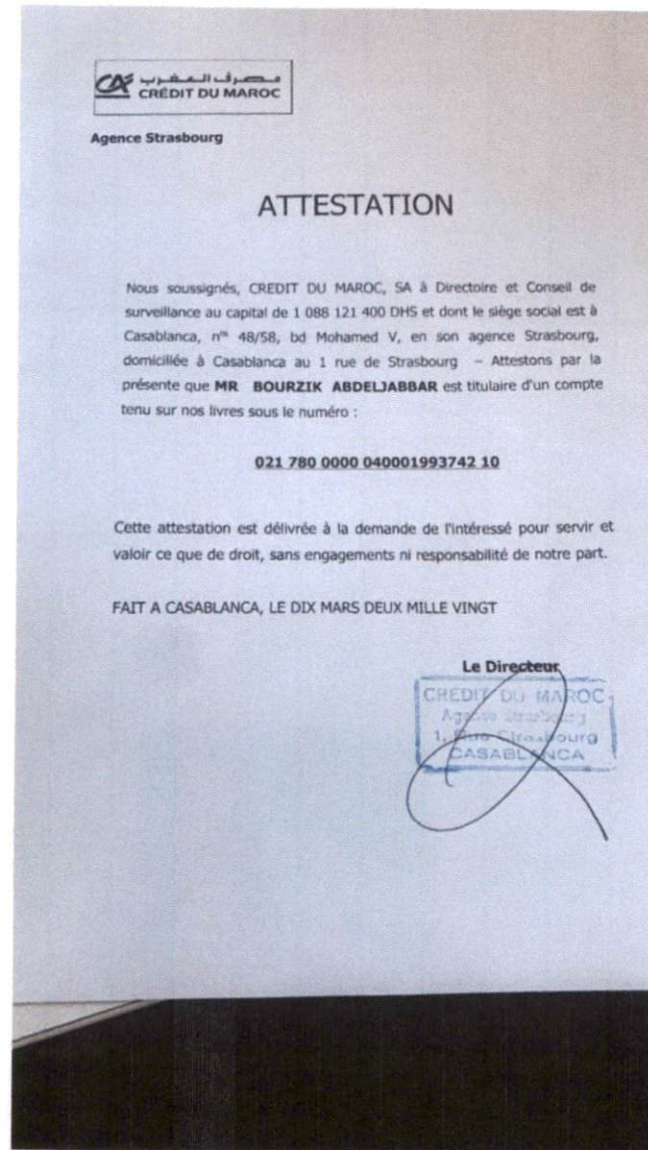 مصرف المغرب
CRÉDIT DU MAROC
Agence Strasbourg
ATTESTATION
Nous soussignés, CREDIT DU MAROC, SA à Directoire et Conseil de
surveillance au capital de 1 088 121 400 DHS et dont le siège social est à
Casablanca, nᵒˢ 48/58, bd Mohamed V, en son agence Strasbourg,
domiciliée à Casablanca au 1 rue de Strasbourg – Attestons par la
présente que MR BOURZIK ABDELJABBAR est titulaire d'un compte
tenu sur nos livres sous le numéro :
021 780 0000 040001993742 10
Cette attestation est délivrée à la demande de l'intéressé pour servir et
valoir ce que de droit, sans engagements ni responsabilité de notre part.
FAIT A CASABLANCA, LE DIX MARS DEUX MILLE VINGT
Le Directeur
CREDIT DU MAROC
Agence Strasbourg
1, Rue Strasbourg
CASABLANCA